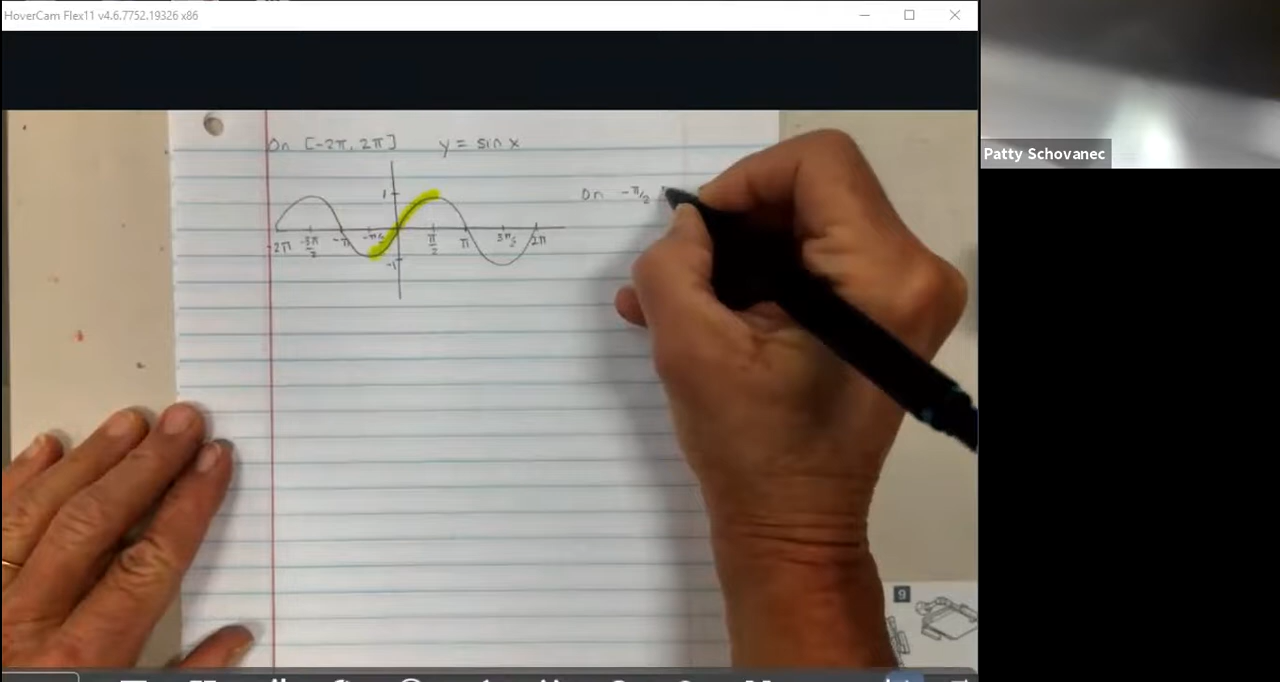 HoverCam Flex11 v4.6.7752.19326 x86
Patty Schovanec
On [-2π, 2π] y = sin x
On -π/2
1
-2π -3π/2 -π -π/2 π/2 π 3π/2 2π
-1
9